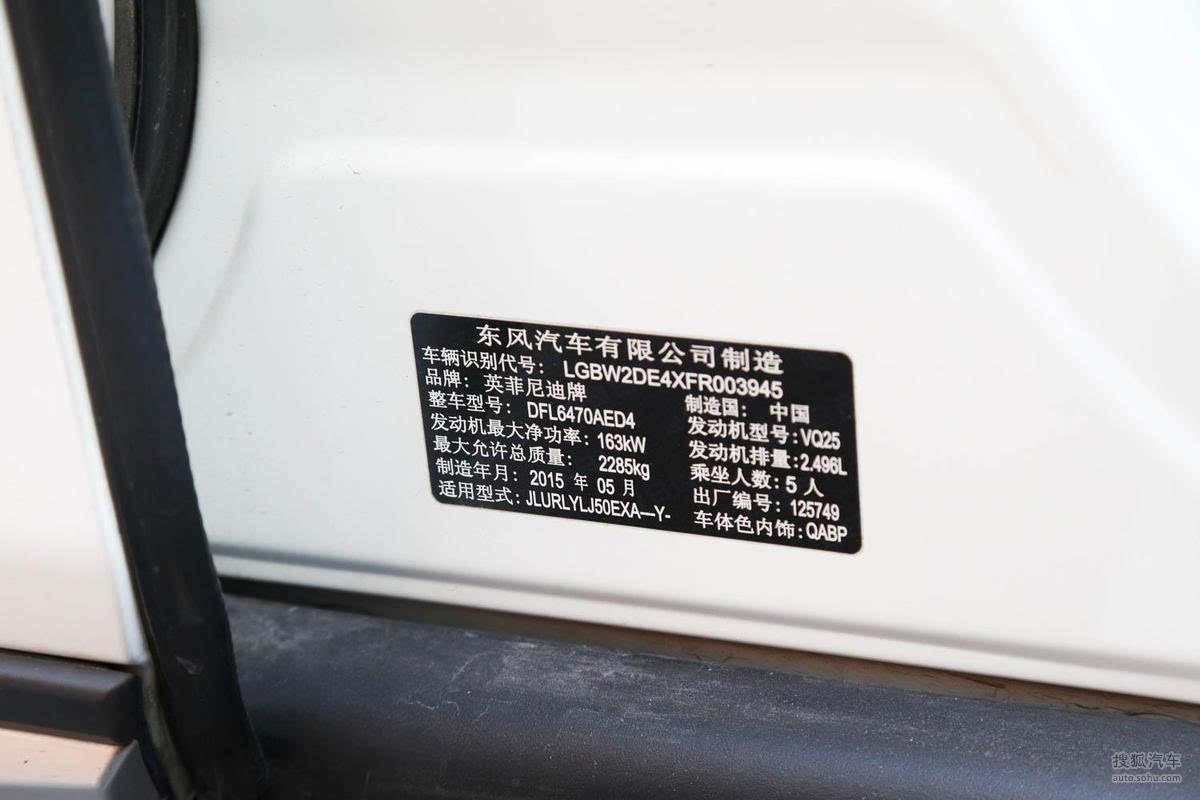 东风汽车有限公司制造
车辆识别代号: LGBW2DE4XFR003945
品牌: 英菲尼迪牌 制造国: 中国
整车型号: DFL6470AED4 发动机型号:VQ25
发动机最大净功率: 163kW 发动机排量:2.496L
最大允许总质量: 2285kg 乘坐人数: 5 人
制造年月: 2015 年 05 月 出厂编号: 125749
适用型式: JLURLYLJ50EXA---Y- 车体色内饰:QABP
搜狐汽车
auto.sohu.com